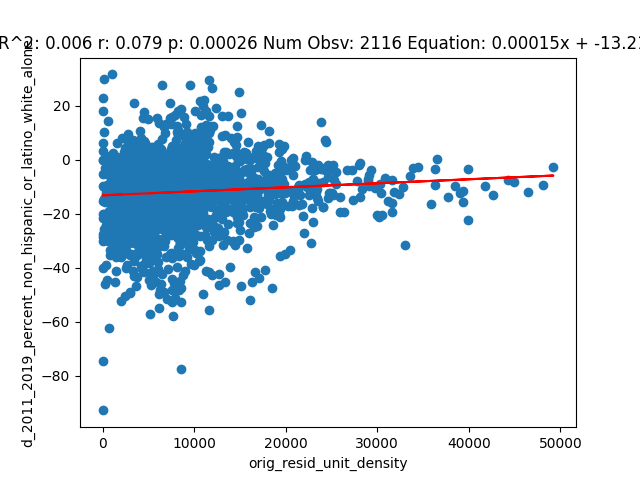 R^2: 0.006 r: 0.079 p: 0.00026 Num Obsv: 2116 Equation: 0.00015x + -13.21
d_2011_2019_percent_non_hispanic_or_latino_white_alone
20
0
−20
−40
−60
−80
0 10000 20000 30000 40000 50000
orig_resid_unit_density